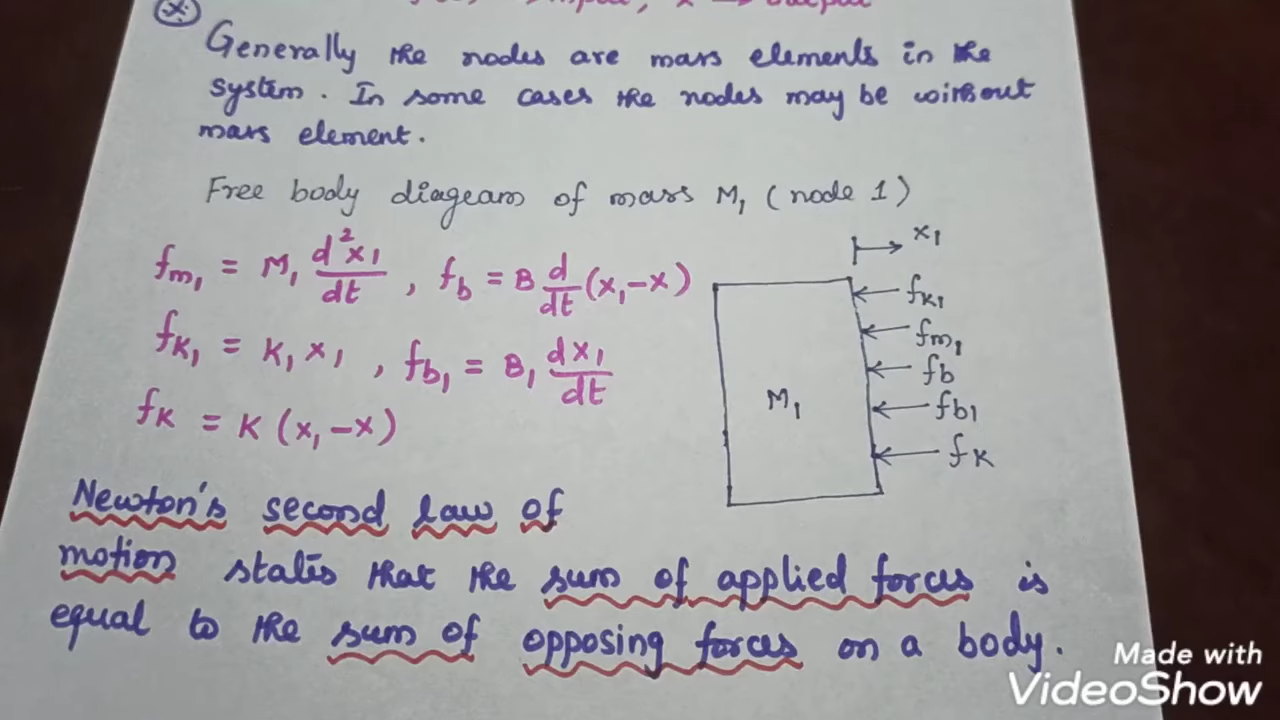 Generally the nodes are mass elements in the
system. In some cases the nodes may be without
mass element.
Free body diagram of mass M₁ (node 1)
fm₁ = M₁ d²x₁/dt , fb = B d/dt (x₁-x)
fK₁ = K₁ x₁ , fb₁ = B₁ dx₁/dt
fK = K (x₁-x)
x₁
fK₁
fm₁
fb
fb₁
fK
M₁
Newton's second law of
motion states that the sum of applied forces is
equal to the sum of opposing forces on a body.
Made with
VideoShow